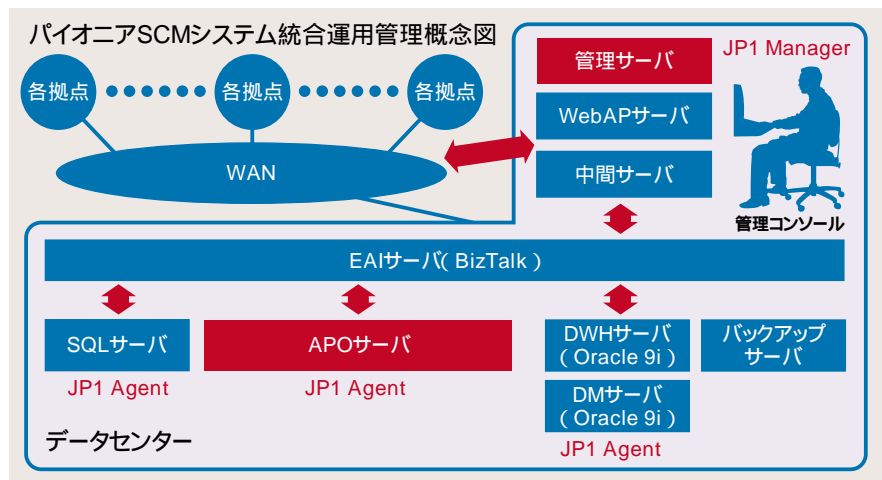 パイオニアSCMシステム統合運用管理概念図
各拠点
各拠点
各拠点
WAN
管理サーバ
JP1 Manager
WebAPサーバ
中間サーバ
管理コンソール
EAIサーバ（BizTalk）
SQLサーバ
JP1 Agent
APOサーバ
JP1 Agent
DWHサーバ
（Oracle 9i）
DMサーバ
（Oracle 9i）
JP1 Agent
バックアップ
サーバ
データセンター